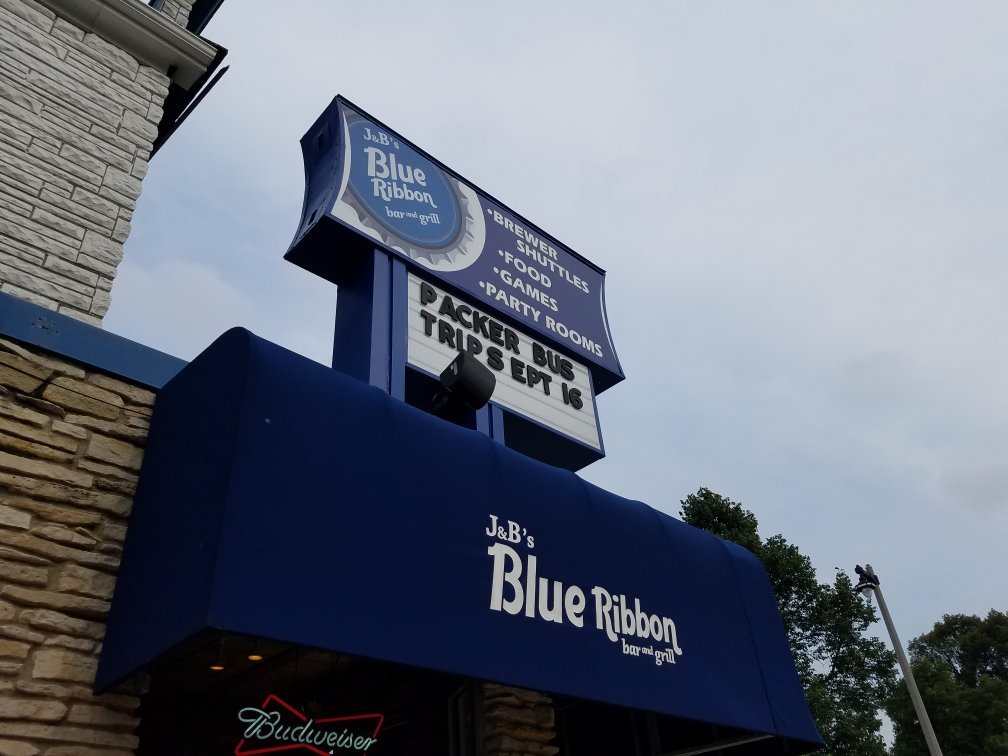 J&B's
Blue
Ribbon
bar and grill
•BREWER
SHUTTLES
•FOOD
•GAMES
•PARTY ROOMS
PACKER BUS
TRIPS EPT 16
J&B's
Blue Ribbon
bar and grill
Budweiser